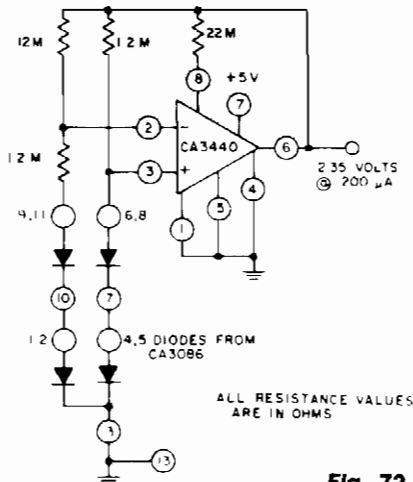 12M
1.2M
22M
8
+5V
7
2
-
CA3440
6
1.2M
3
+
2.35 VOLTS
@ 200 µA
4
9,11
6,8
1
5
10
7
1,2
4,5 DIODES FROM
CA3086
ALL RESISTANCE VALUES
ARE IN OHMS
3
13
Fig. 72